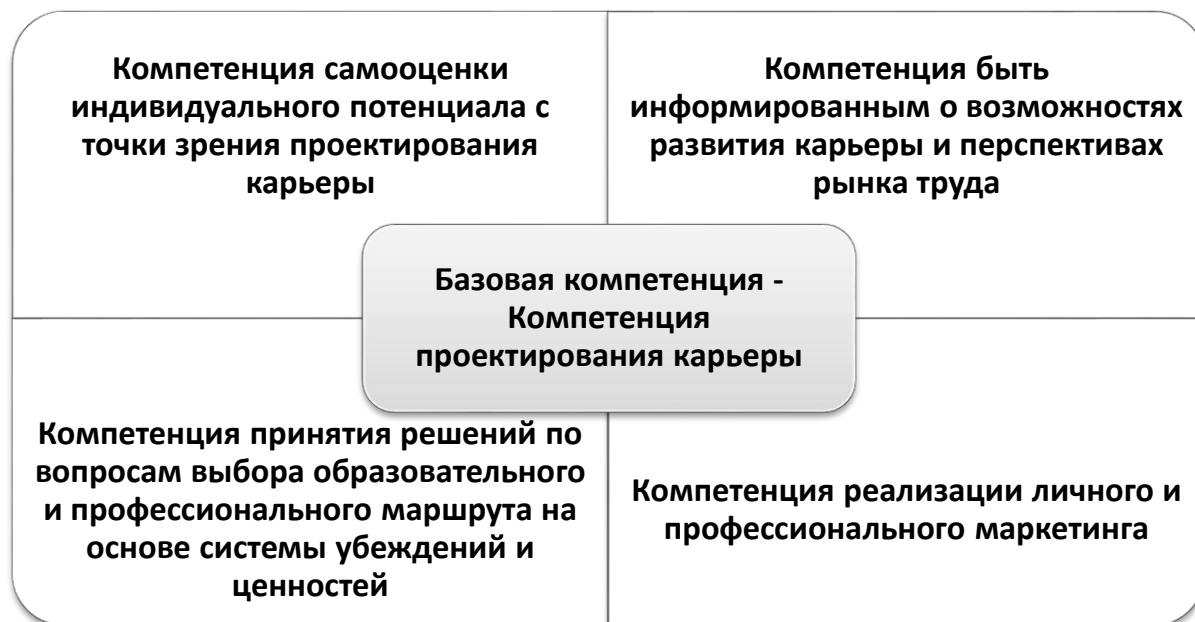 Компетенция самооценки
индивидуального потенциала с
точки зрения проектирования
карьеры
Компетенция быть
информированным о возможностях
развития карьеры и перспективах
рынка труда
Базовая компетенция -
Компетенция
проектирования карьеры
Компетенция принятия решений по
вопросам выбора образовательного
и профессионального маршрута на
основе системы убеждений и
ценностей
Компетенция реализации личного и
профессионального маркетинга